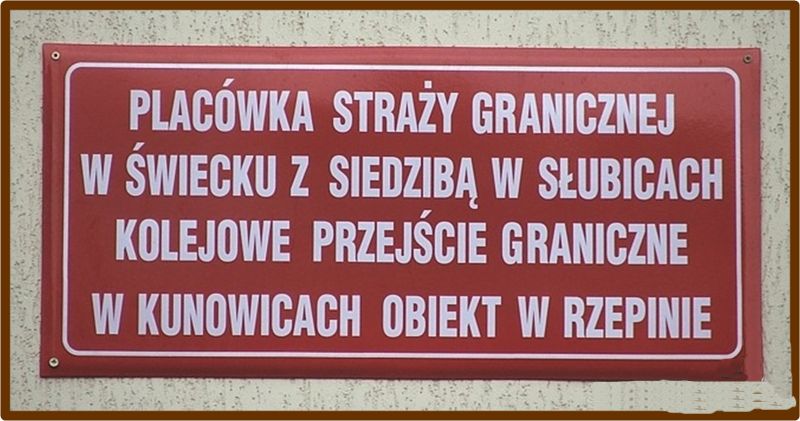 PLACÓWKA STRAŻY GRANICZNEJ
W ŚWIECKU Z SIEDZIBĄ W SŁUBICACH
KOLEJOWE PRZEJŚCIE GRANICZNE
W KUNOWICACH OBIEKT W RZEPINIE